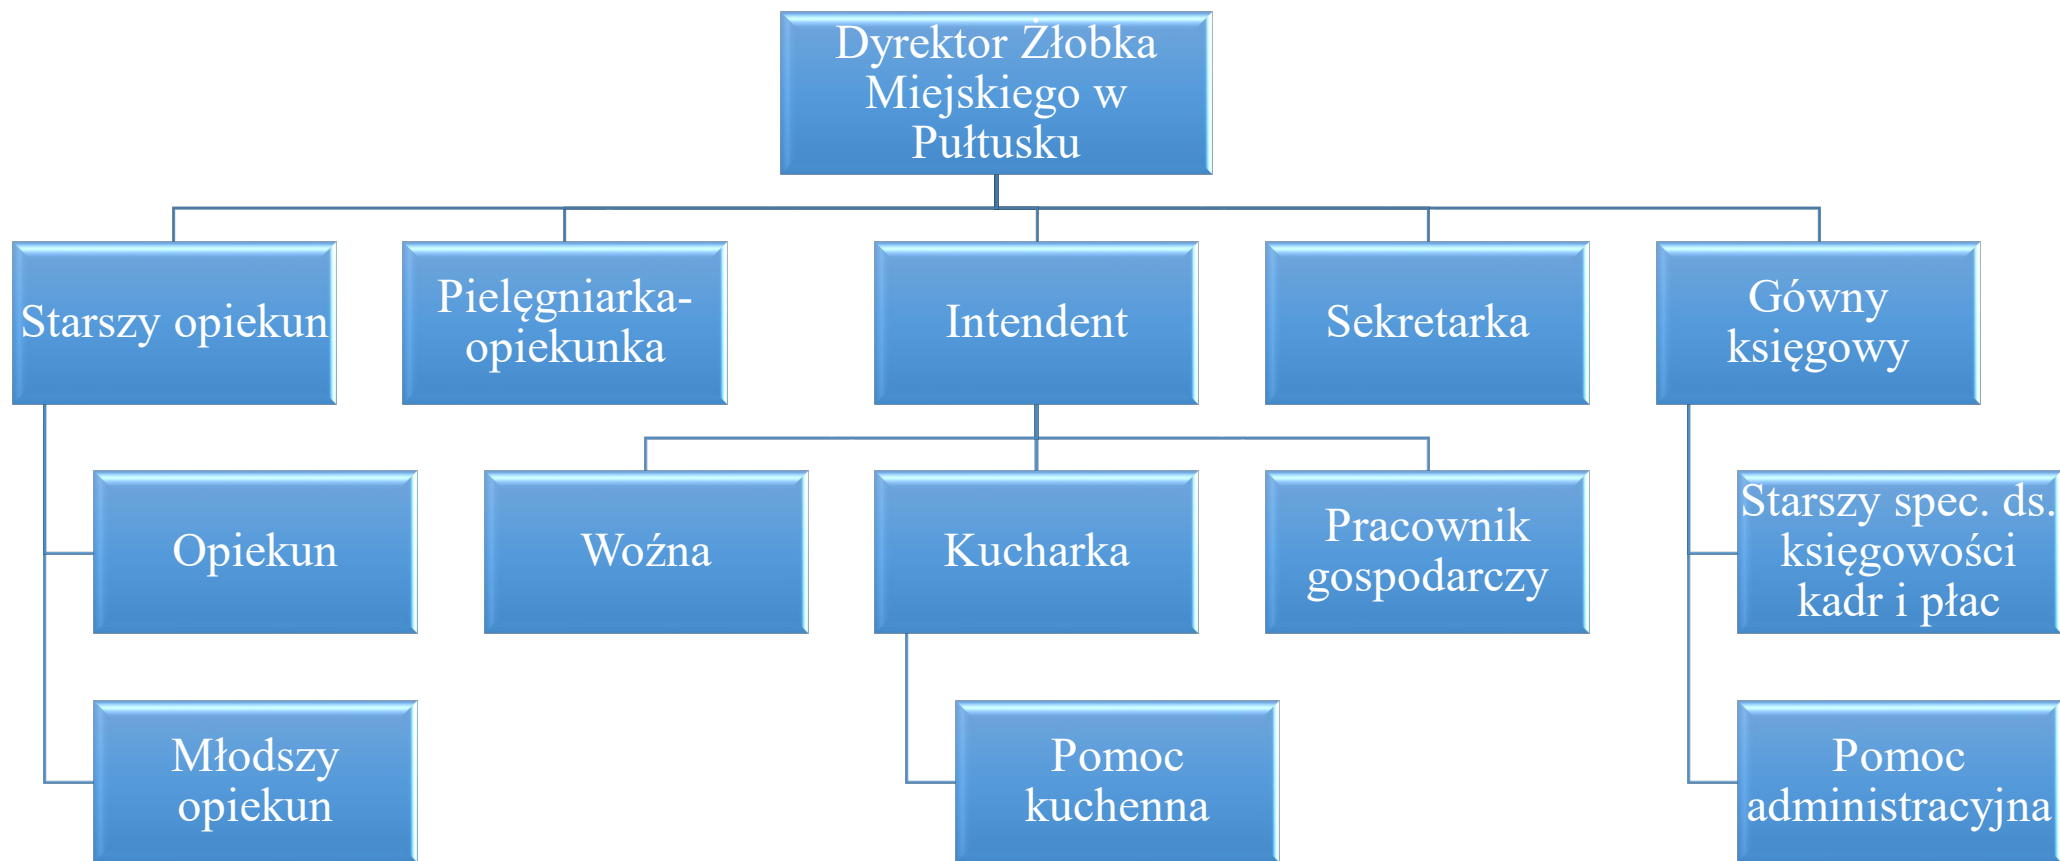 Dyrektor Żłobka
Miejskiego w
Pułtusku
Starszy opiekun
Pielęgniarka-
opiekunka
Intendent
Sekretarka
Gówny
księgowy
Opiekun
Woźna
Kucharka
Pracownik
gospodarczy
Starszy spec. ds.
księgowości
kadr i płac
Młodszy
opiekun
Pomoc
kuchenna
Pomoc
administracyjna